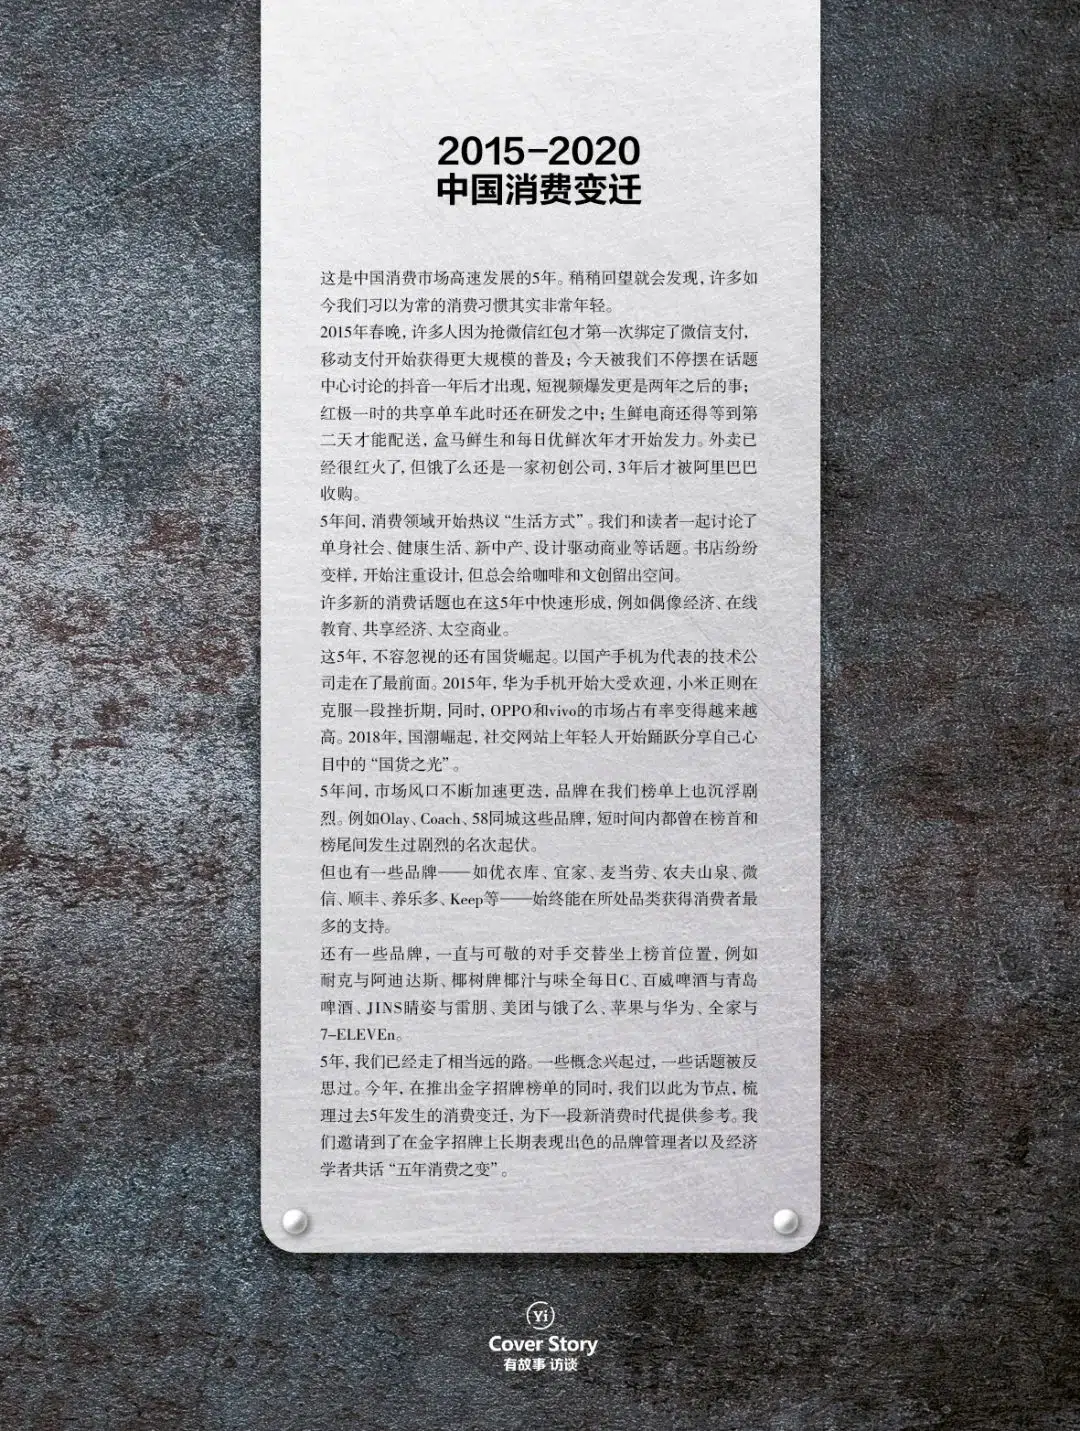 2015-2020
中国消费变迁
这是中国消费市场高速发展的5年。稍稍回望就会发现，许多如
今我们习以为常的消费习惯其实非常年轻。
2015年春晚，许多人因为抢微信红包才第一次绑定了微信支付，
移动支付开始获得更大规模的普及；今天被我们不停摆在话题
中心讨论的抖音一年后才出现，短视频爆发更是两年之后的事；
红极一时的共享单车此时还在研发之中；生鲜电商还得等到第
二天才能配送，盒马鲜生和每日优鲜次年才开始发力。外卖已
经很红火了，但饿了么还是一家初创公司，3年后才被阿里巴巴
收购。
5年间，消费领域开始热议“生活方式”。我们和读者一起讨论了
单身社会、健康生活、新中产、设计驱动商业等话题。书店纷纷
变样，开始注重设计，但总会给咖啡和文创留出空间。
许多新的消费话题也在这5年中快速形成，例如偶像经济、在线
教育、共享经济、太空商业。
这5年，不容忽视的还有国货崛起。以国产手机为代表的技术公
司走在了最前面。2015年，华为手机开始大受欢迎，小米正则在
克服一段挫折期，同时，OPPO和vivo的市场占有率变得越来越
高。2018年，国潮崛起，社交网站上年轻人开始踊跃分享自己心
目中的“国货之光”。
5年间，市场风口不断加速更迭，品牌在我们榜单上也沉浮剧
烈。例如Olay、Coach、58同城这些品牌，短时间内都曾在榜首和
榜尾间发生过剧烈的名次起伏。
但也有一些品牌——如优衣库、宜家、麦当劳、农夫山泉、微
信、顺丰、养乐多、Keep等——始终能在所处品类获得消费者最
多的支持。
还有一些品牌，一直与可敬的对手交替坐上榜首位置，例如
耐克与阿迪达斯、椰树牌椰汁与味全每日C、百威啤酒与青岛
啤酒、JINS睛姿与雷朋、美团与饿了么、苹果与华为、全家与
7-ELEVEn。
5年，我们已经走了相当远的路。一些概念兴起过，一些话题被反
思过。今年，在推出金字招牌榜单的同时，我们以此为节点，梳
理过去5年发生的消费变迁，为下一段新消费时代提供参考。我
们邀请到了在金字招牌上长期表现出色的品牌管理者以及经济
学者共话“五年消费之变”。
Yi
Cover Story
有故事 访谈